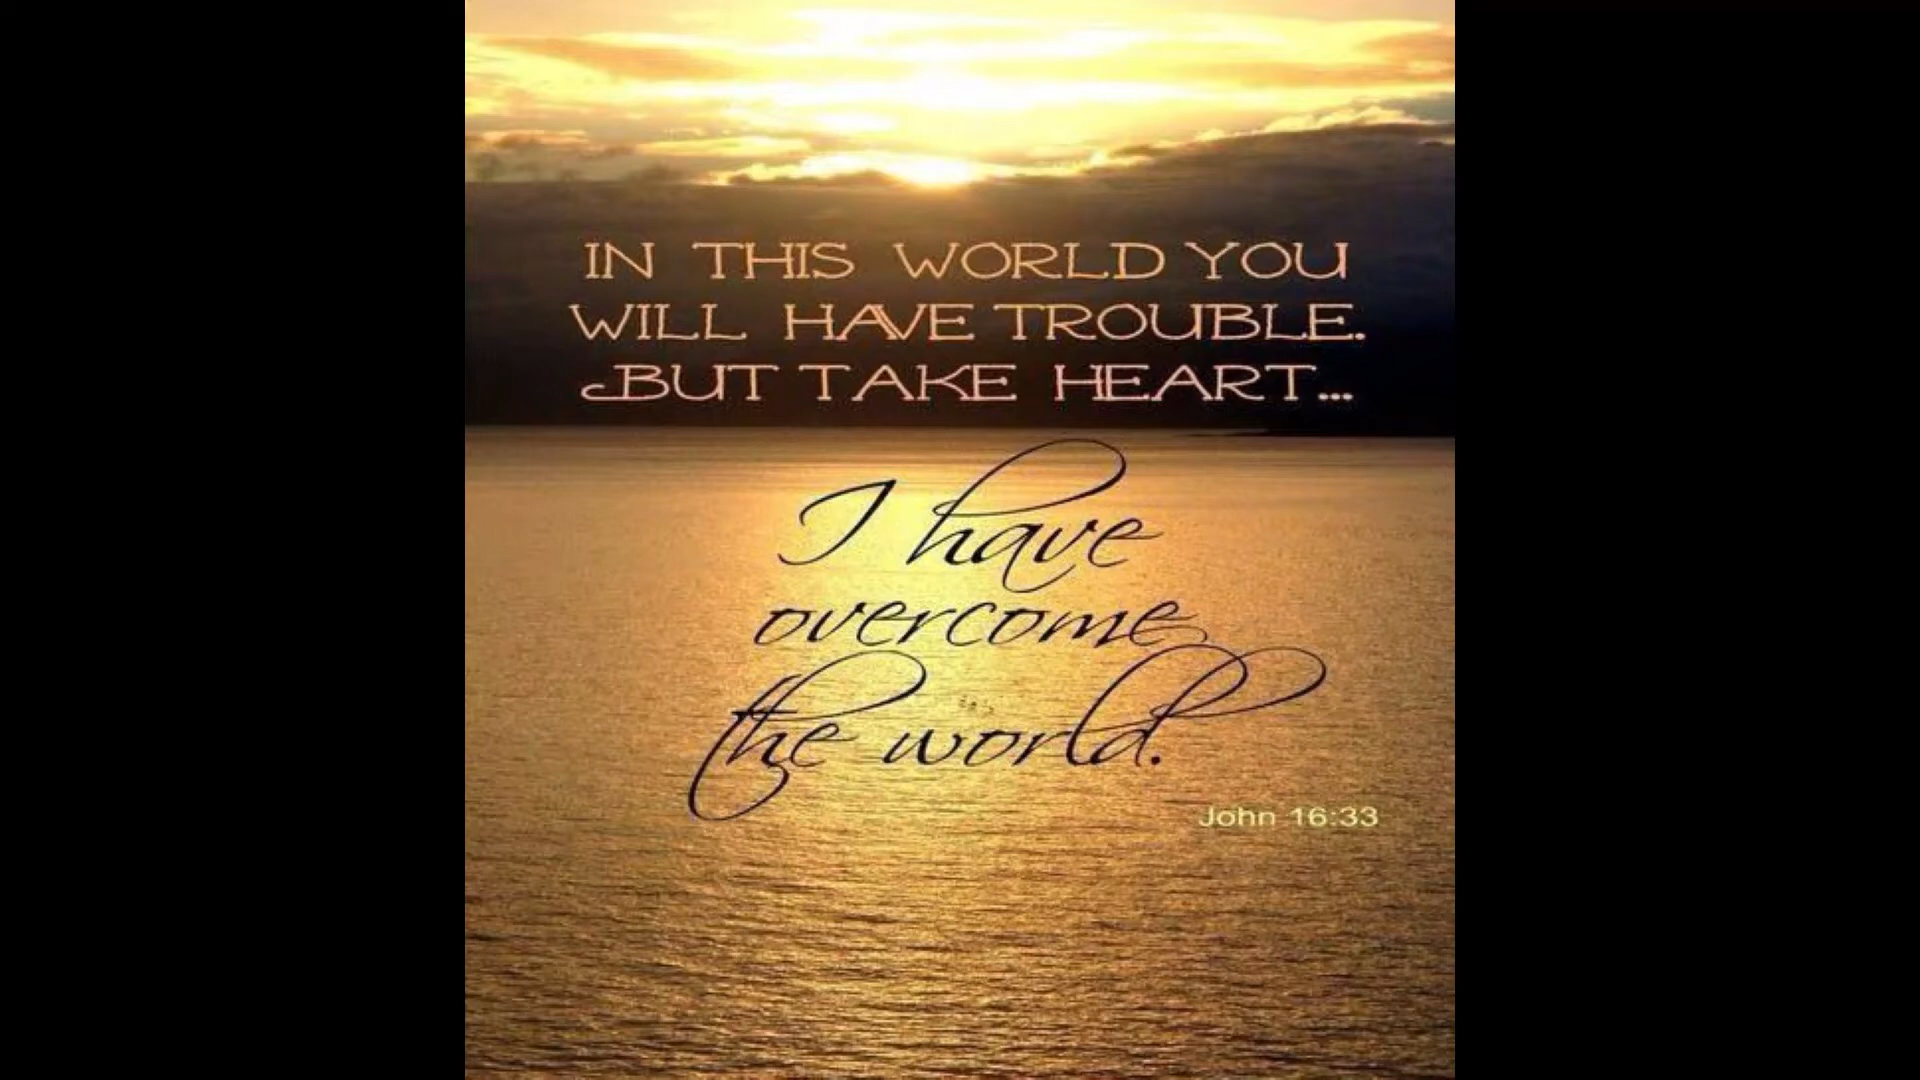 IN THIS WORLD YOU
WILL HAVE TROUBLE.
BUT TAKE HEART...
I have
overcome
the world.
John 16:33